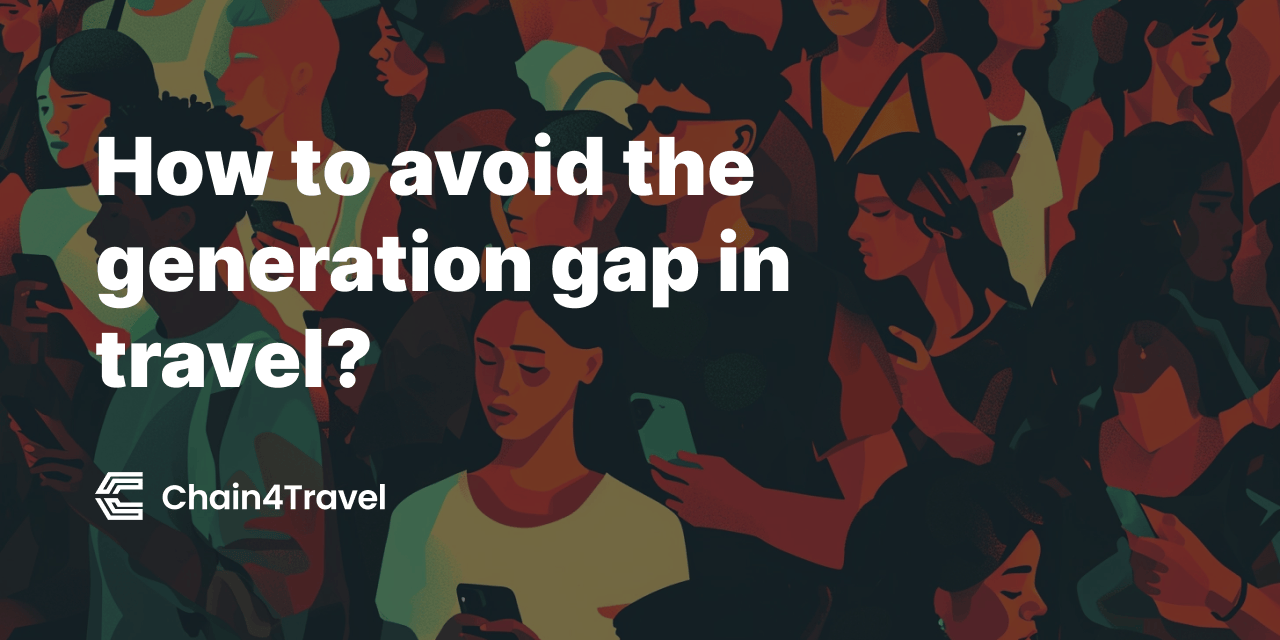 How to avoid the
generation gap in
travel?
Chain4Travel